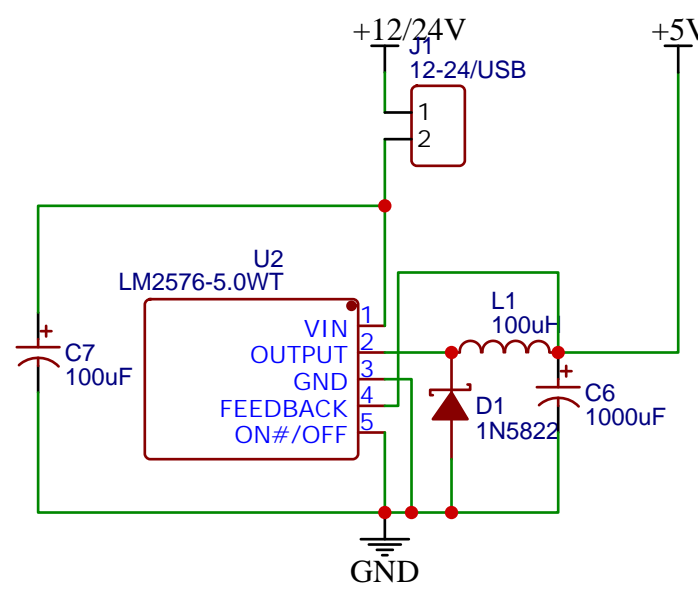 +12/24V
+5V
J1
12-24/USB
1
2
U2
LM2576-5.0WT
VIN 1
OUTPUT 2
GND 3
FEEDBACK 4
ON#/OFF 5
L1
100uH
C7
100uF
D1
1N5822
C6
1000uF
GND